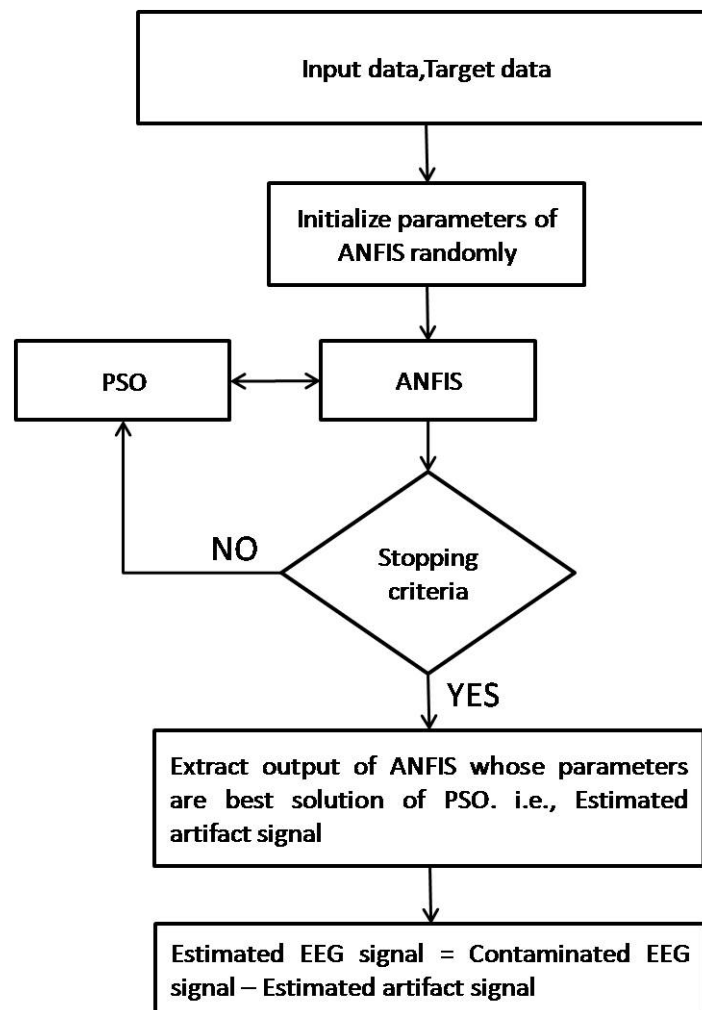 Input data,Target data
Initialize parameters of
ANFIS randomly
PSO
ANFIS
NO
Stopping
criteria
YES
Extract output of ANFIS whose parameters
are best solution of PSO. i.e., Estimated
artifact signal
Estimated EEG signal = Contaminated EEG
signal – Estimated artifact signal